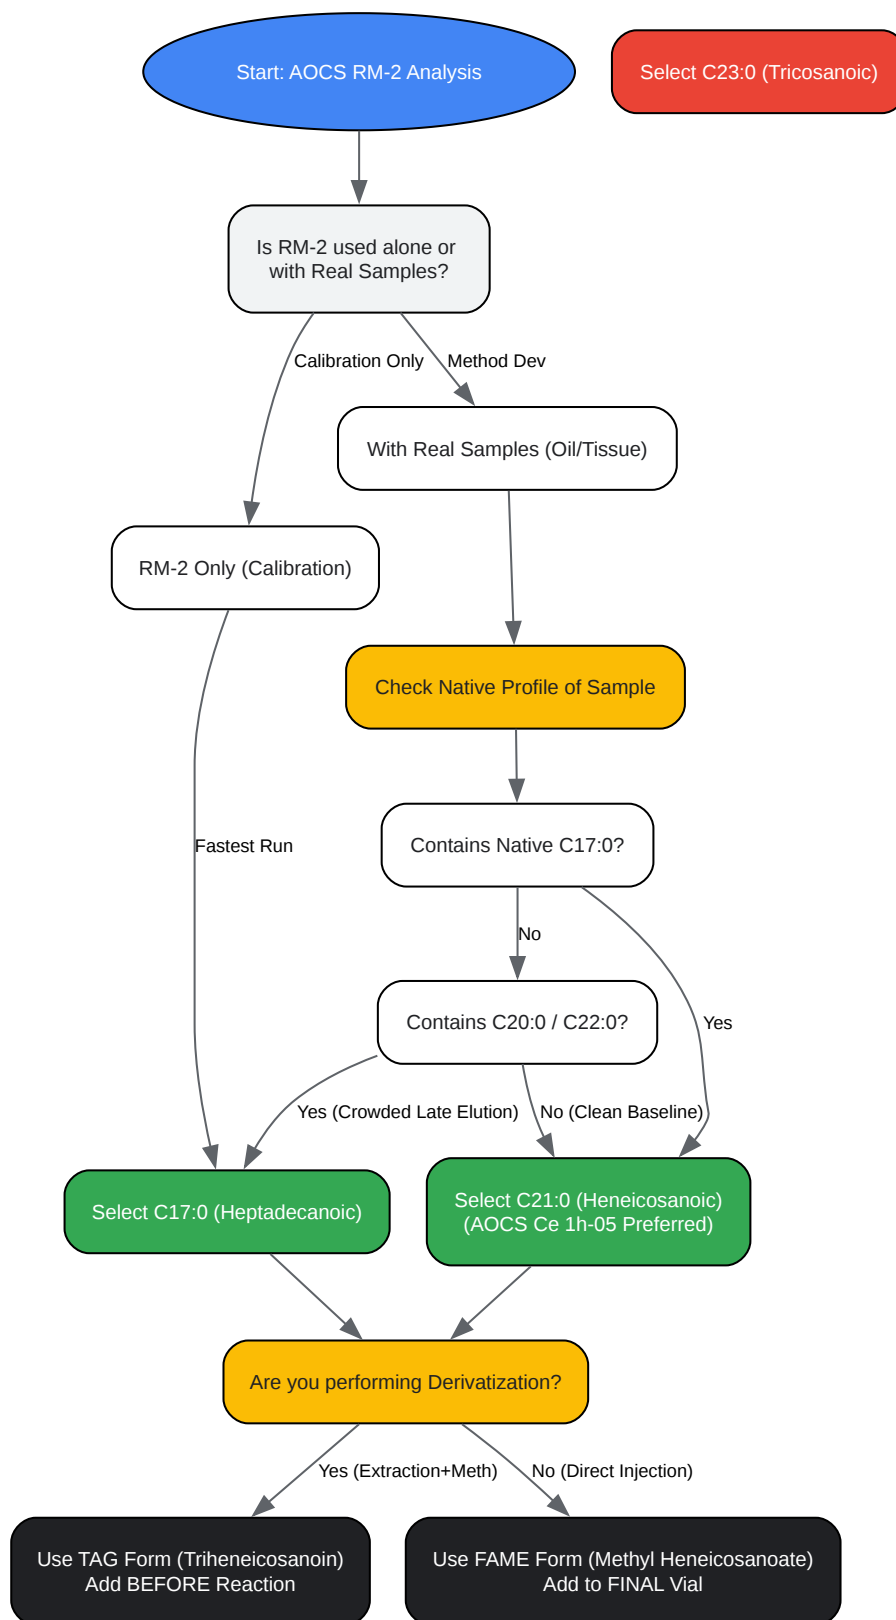 Start: AOCS RM-2 Analysis
Select C23:0 (Tricosanoic)
Is RM-2 used alone or
with Real Samples?
Calibration Only
Method Dev
With Real Samples (Oil/Tissue)
RM-2 Only (Calibration)
Check Native Profile of Sample
Contains Native C17:0?
Fastest Run
No
Contains C20:0 / C22:0?
Yes
Yes (Crowded Late Elution)
No (Clean Baseline)
Select C17:0 (Heptadecanoic)
Select C21:0 (Heneicosanoic)
(AOCS Ce 1h-05 Preferred)
Are you performing Derivatization?
Yes (Extraction+Meth)
No (Direct Injection)
Use TAG Form (Triheneicosanoin)
Add BEFORE Reaction
Use FAME Form (Methyl Heneicosanoate)
Add to FINAL Vial